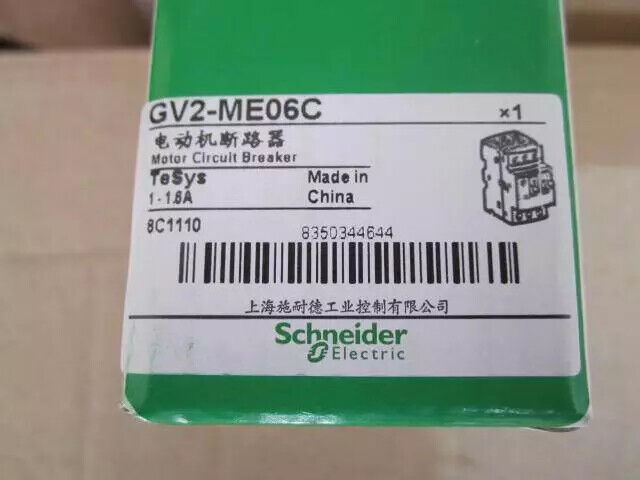 GV2-ME06C ×1
电动机断路器
Motor Circuit Breaker
TeSys Made in
1-1.6A China
8C1110
8350344644
上海施耐德工业控制有限公司
Schneider
Electric